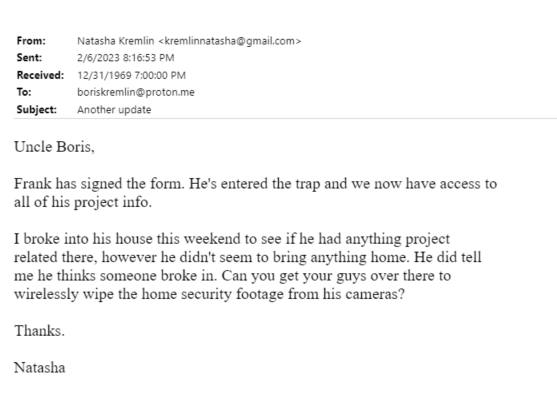 From: Natasha Kremlin <kremlinnatasha@gmail.com>
Sent: 2/6/2023 8:16:53 PM
Received: 12/31/1969 7:00:00 PM
To: boriskremlin@proton.me
Subject: Another update
Uncle Boris,
Frank has signed the form. He's entered the trap and we now have access to
all of his project info.
I broke into his house this weekend to see if he had anything project
related there, however he didn't seem to bring anything home. He did tell
me he thinks someone broke in. Can you get your guys over there to
wirelessly wipe the home security footage from his cameras?
Thanks.
Natasha